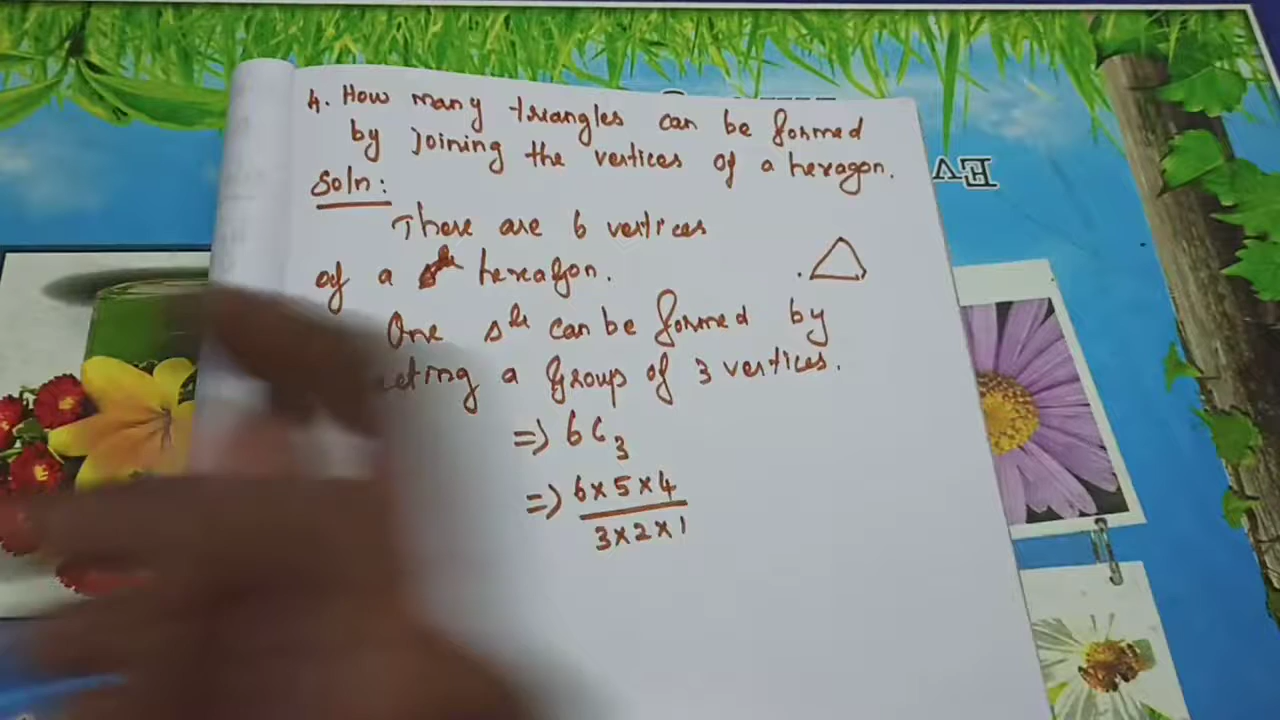 4. How many triangles can be formed
by joining the vertices of a hexagon.
Soln:
There are 6 vertices
of a hexagon.
One Δle can be formed by
a group of 3 vertices.
=> 6C3
=> 6×5×4
3×2×1